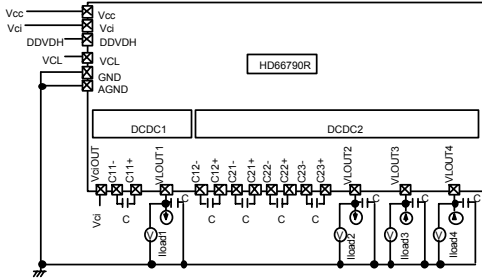 Vcc Vcc
Vci Vci
DDVDH DDVDH
VCL VCL
GND
AGND
HD66790R
DCDC1 DCDC2
VciOUT C11- C11+ VLOUT1 C12- C12+ C21- C21+ C22- C22+ C23- C23+ VLOUT2 VLOUT3 VLOUT4
C C C C
Vci C C C C C
V Iload1 V Iload2 V Iload3 V Iload4